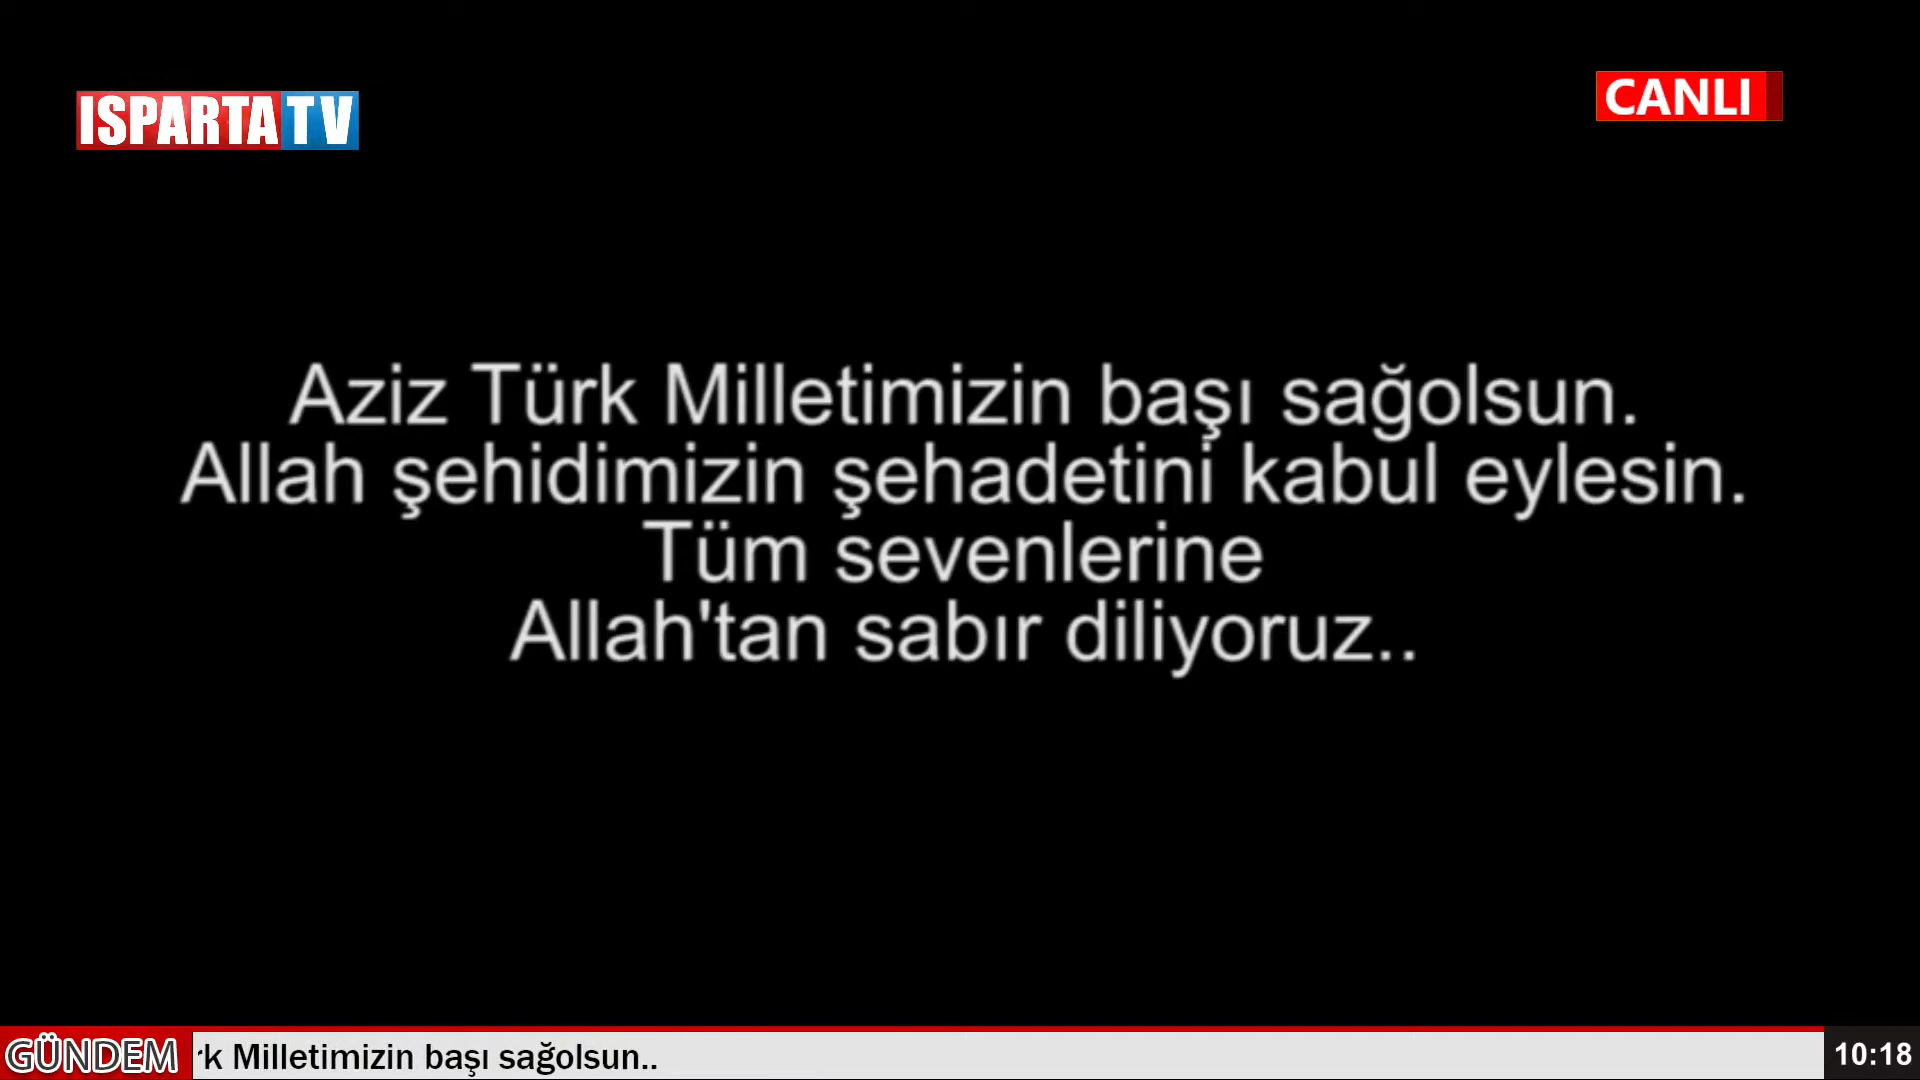 ISPARTA TV
CANLI
Aziz Türk Milletimizin başı sağolsun.
Allah şehidimizin şehadetini kabul eylesin.
Tüm sevenlerine
Allah'tan sabır diliyoruz..
GÜNDEM
k Milletimizin başı sağolsun..
10:18